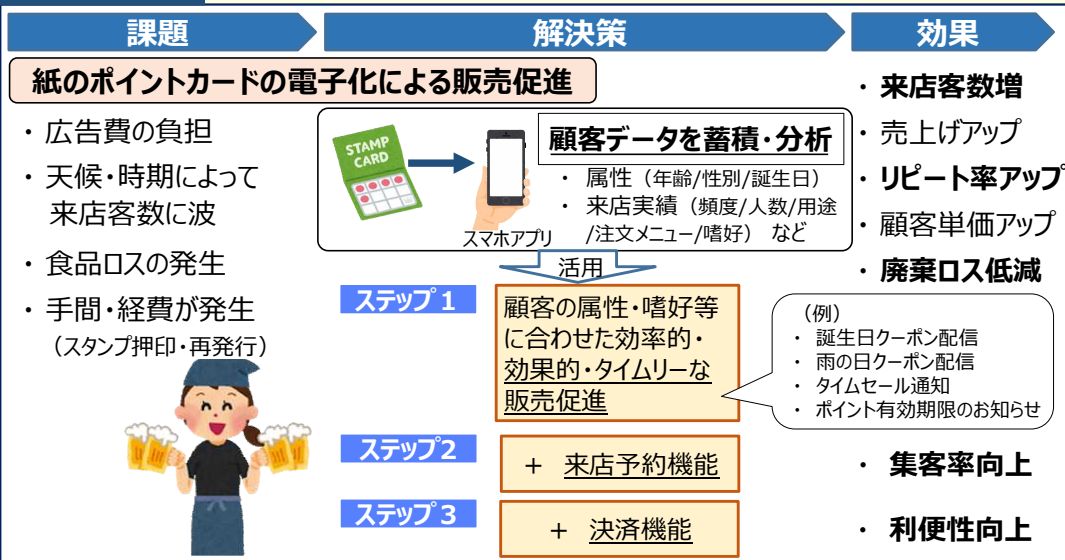 課題
解決策
効果
紙のポイントカードの電子化による販売促進
・ 広告費の負担
・ 天候・時期によって
来店客数に波
・ 食品ロスの発生
・ 手間・経費が発生
（スタンプ押印・再発行）
STAMP
CARD
スマホアプリ
顧客データを蓄積・分析
・ 属性（年齢/性別/誕生日）
・ 来店実績（頻度/人数/用途
/注文メニュー/嗜好） など
活用
ステップ１
顧客の属性・嗜好等
に合わせた効率的・
効果的・タイムリーな
販売促進
（例）
・ 誕生日クーポン配信
・ 雨の日クーポン配信
・ タイムセール通知
・ ポイント有効期限のお知らせ
ステップ2
+ 来店予約機能
ステップ３
+ 決済機能
・ 来店客数増
・ 売上げアップ
・ リピート率アップ
・ 顧客単価アップ
・ 廃棄ロス低減
・ 集客率向上
・ 利便性向上